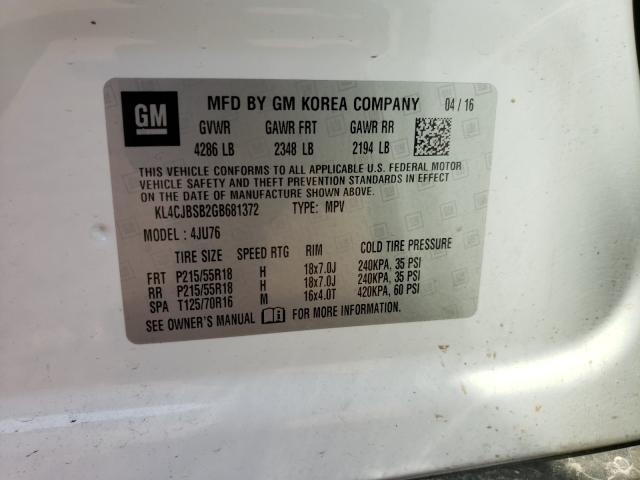 GM MFD BY GM KOREA COMPANY 04 / 16
GVWR GAWR FRT GAWR RR
4286 LB 2348 LB 2194 LB
THIS VEHICLE CONFORMS TO ALL APPLICABLE U.S. FEDERAL MOTOR
VEHICLE SAFETY AND THEFT PREVENTION STANDARDS IN EFFECT ON
THE DATE OF MANUFACTURE SHOWN ABOVE.
KL4CJBSB2GB681372 TYPE: MPV
MODEL : 4JU76
TIRE SIZE SPEED RTG RIM COLD TIRE PRESSURE
FRT P215/55R18 H 18x7.0J 240KPA, 35 PSI
RR P215/55R18 H 18x7.0J 240KPA, 35 PSI
SPA T125/70R16 M 16x4.0T 420KPA, 60 PSI
SEE OWNER'S MANUAL FOR MORE INFORMATION